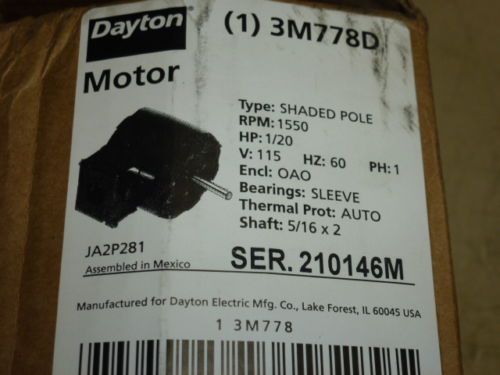 Dayton (1) 3M778D
Motor
Type: SHADED POLE
RPM: 1550
HP: 1/20
V: 115 HZ: 60 PH: 1
Encl: OAO
Bearings: SLEEVE
Thermal Prot: AUTO
Shaft: 5/16 x 2
JA2P281
Assembled in Mexico
SER. 210146M
Manufactured for Dayton Electric Mfg. Co., Lake Forest, IL 60045 USA
1 3M778